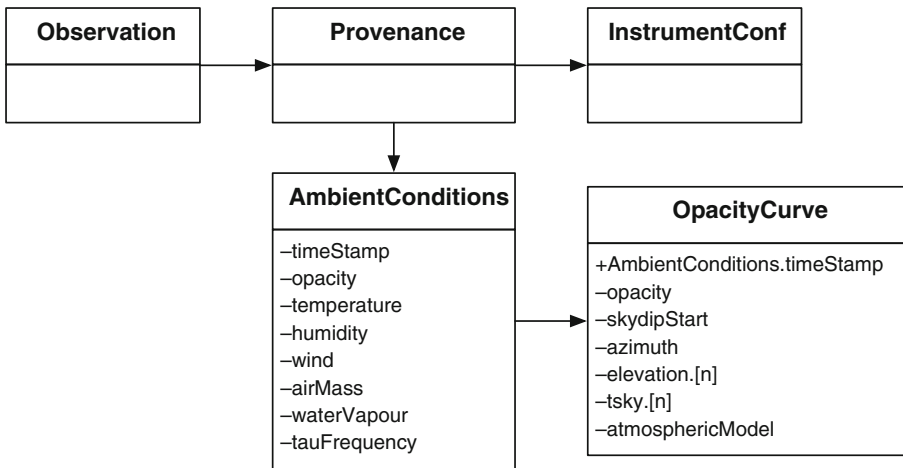 Observation
Provenance
InstrumentConf
AmbientConditions
–timeStamp
–opacity
–temperature
–humidity
–wind
–airMass
–waterVapour
–tauFrequency
OpacityCurve
+AmbientConditions.timeStamp
–opacity
–skydipStart
–azimuth
–elevation.[n]
–tsky.[n]
–atmosphericModel